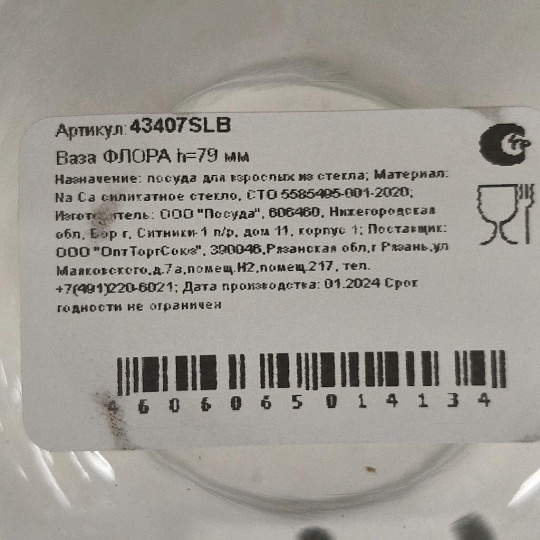 Артикул: 43407SLB
Ваза ФЛОРА h=79 мм
Назначение: посуда для взрослых из стекла; Материал:
Na Ca силикатное стекло, СТО 5585495-001-2020;
Изготовитель: ООО "Посуда", 606460, Нижегородская
обл, Бор г, Ситники-1 п/р, дом 11, корпус 1; Поставщик:
ООО "ОптТоргСоюз", 390046,Рязанская обл,г Рязань,ул
Маяковского,д.7а,помещ.Н2,помещ.217, тел.
+7(491)220-6021; Дата производства: 01.2024 Срок
годности не ограничен
4606065014134